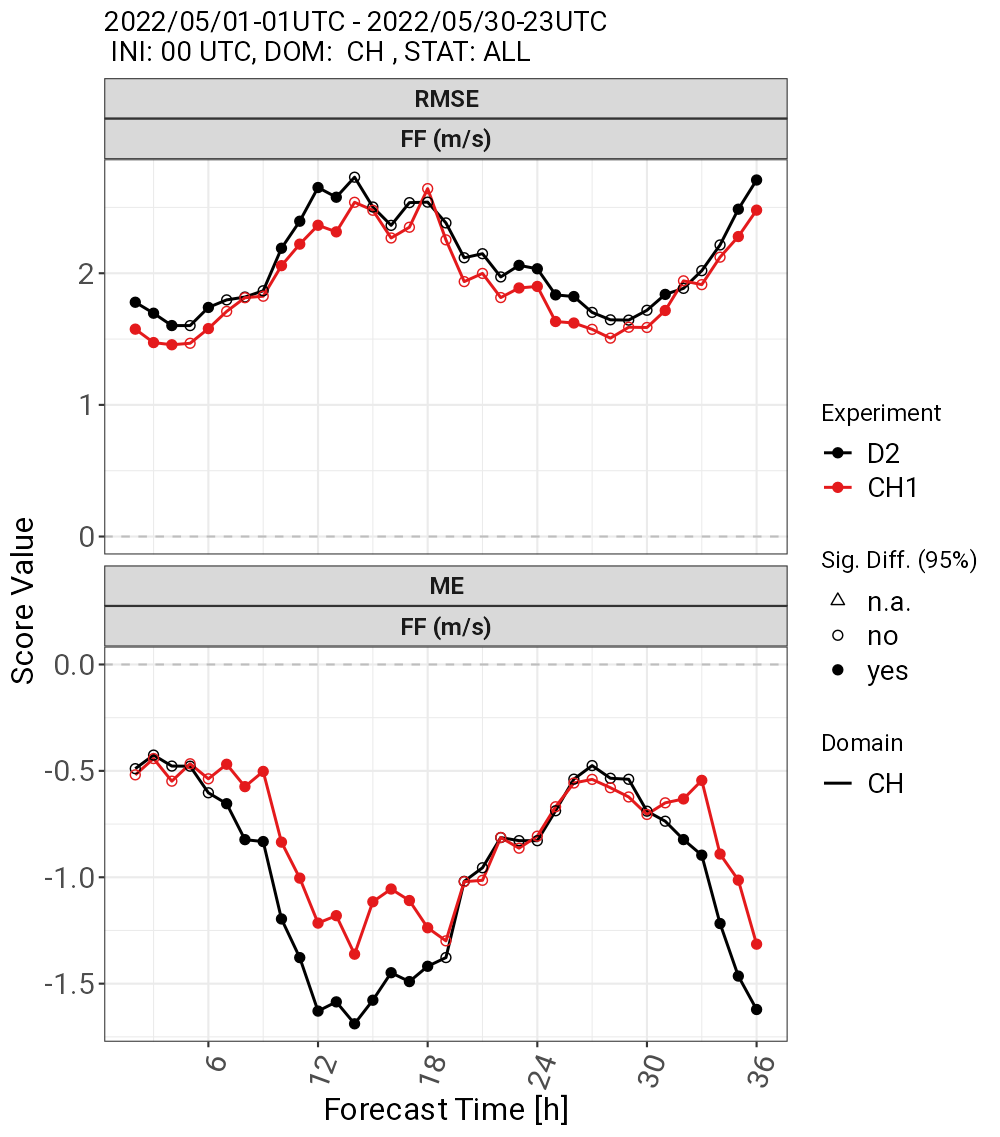 2022/05/01-01UTC - 2022/05/30-23UTC
INI: 00 UTC, DOM:  CH , STAT: ALL
RMSE
FF (m/s)
2
1
0
ME
FF (m/s)
0.0
-0.5
-1.0
-1.5
6
12
18
24
30
36
Forecast Time [h]
Score Value
Experiment
D2
CH1
Sig. Diff. (95%)
n.a.
no
yes
Domain
CH